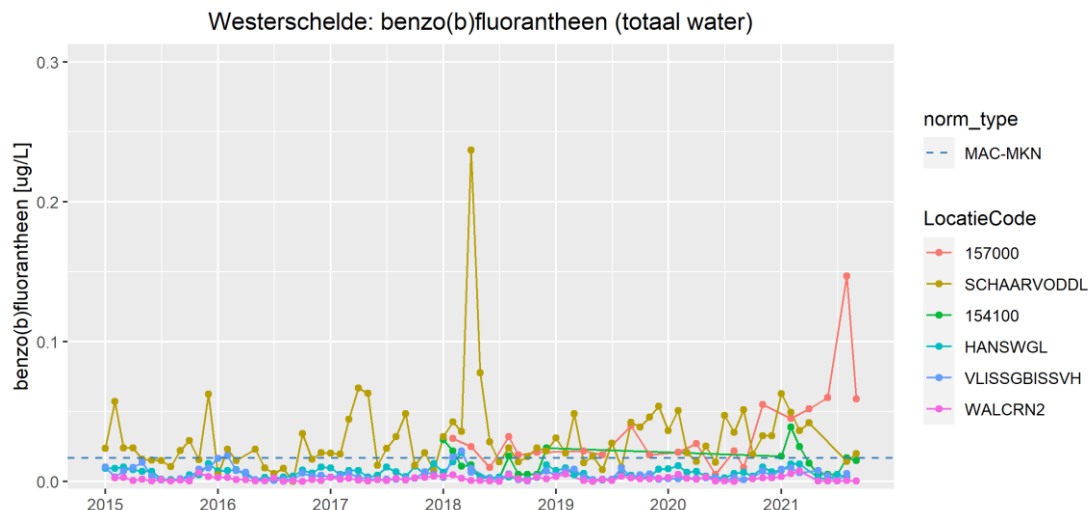 Westerschelde: benzo(b)fluorantheen (totaal water)
benzo(b)fluorantheen [ug/L]
0.3
0.2
0.1
0.0
2015 2016 2017 2018 2019 2020 2021
norm_type
MAC-MKN
LocatieCode
157000
SCHAARVODDL
154100
HANSWGL
VLISSGBISSVH
WALCRN2